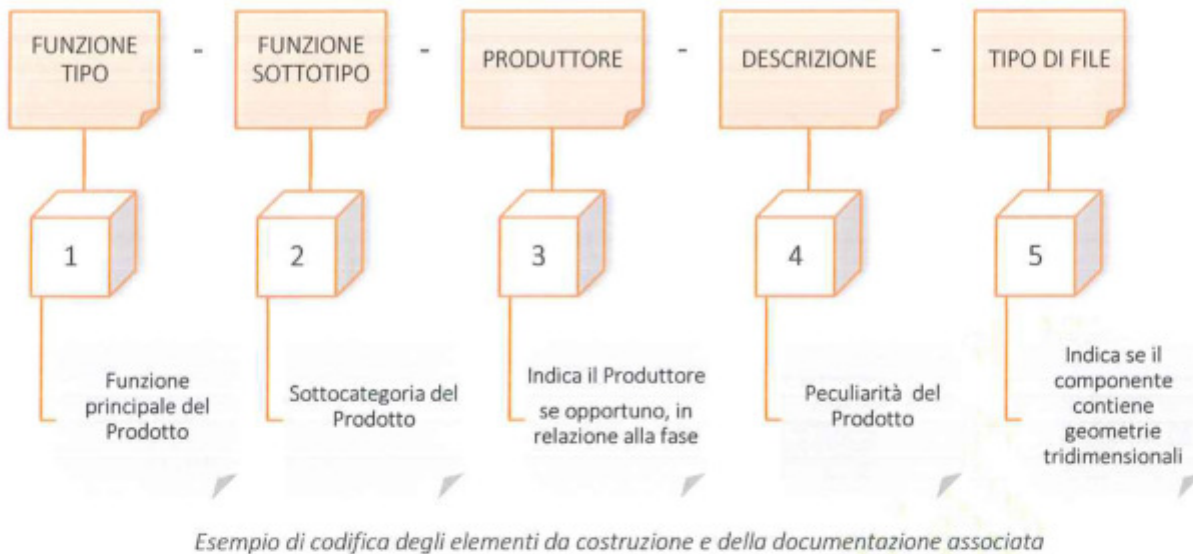 FUNZIONE
TIPO
-
FUNZIONE
SOTTOTIPO
-
PRODUTTORE
-
DESCRIZIONE
-
TIPO DI FILE
1
2
3
4
5
Funzione
principale del
Prodotto
Sottocategoria del
Prodotto
Indica il Produttore
se opportuno, in
relazione alla fase
Peculiarità del
Prodotto
Indica se il
componente
contiene
geometrie
tridimensionali
Esempio di codifica degli elementi da costruzione e della documentazione associata